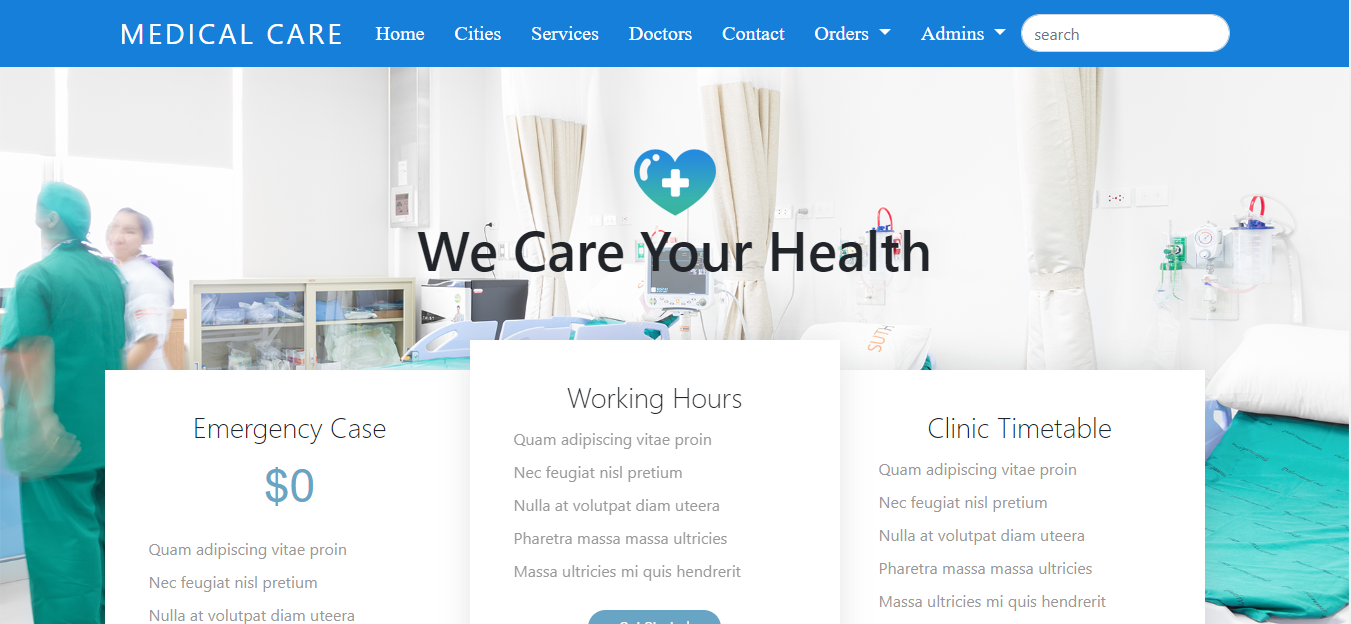 MEDICAL CARE Home Cities Services Doctors Contact Orders Admins search
We Care Your Health
SUTH
Emergency Case
$0
Quam adipiscing vitae proin
Nec feugiat nisl pretium
Nulla at volutpat diam uteera
Working Hours
Quam adipiscing vitae proin
Nec feugiat nisl pretium
Nulla at volutpat diam uteera
Pharetra massa massa ultricies
Massa ultricies mi quis hendrerit
Clinic Timetable
Quam adipiscing vitae proin
Nec feugiat nisl pretium
Nulla at volutpat diam uteera
Pharetra massa massa ultricies
Massa ultricies mi quis hendrerit